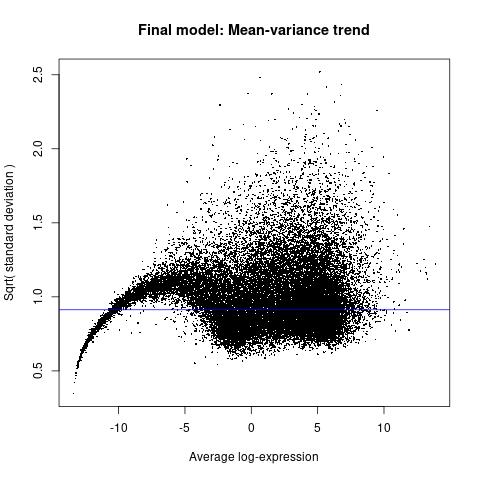 Final model: Mean-variance trend
Sqrt( standard deviation )
2.5
2.0
1.5
1.0
0.5
-10 -5 0 5 10
Average log-expression